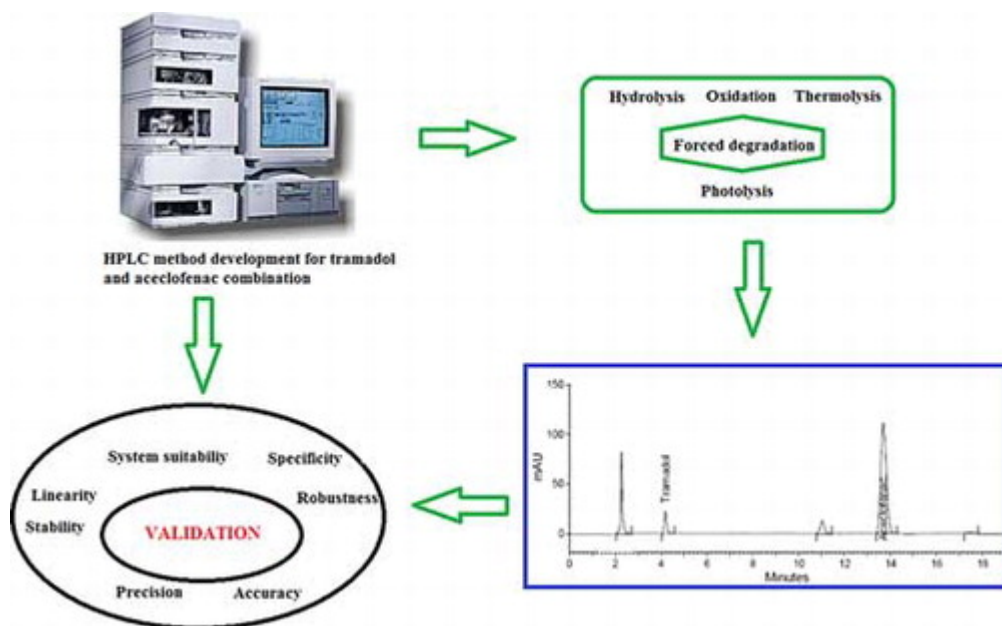 Hydrolysis Oxidation Thermolysis
Forced degradation
Photolysis
HPLC method development for tramadol
and aceclofenac combination
System suitabiliy
Specificity
Linearity
Robustness
Stability
VALIDATION
Precision
Accuracy
150
100
50
0
mAU
Tramadol
0 2 4 6 8 10 12 14 16 18
Minutes